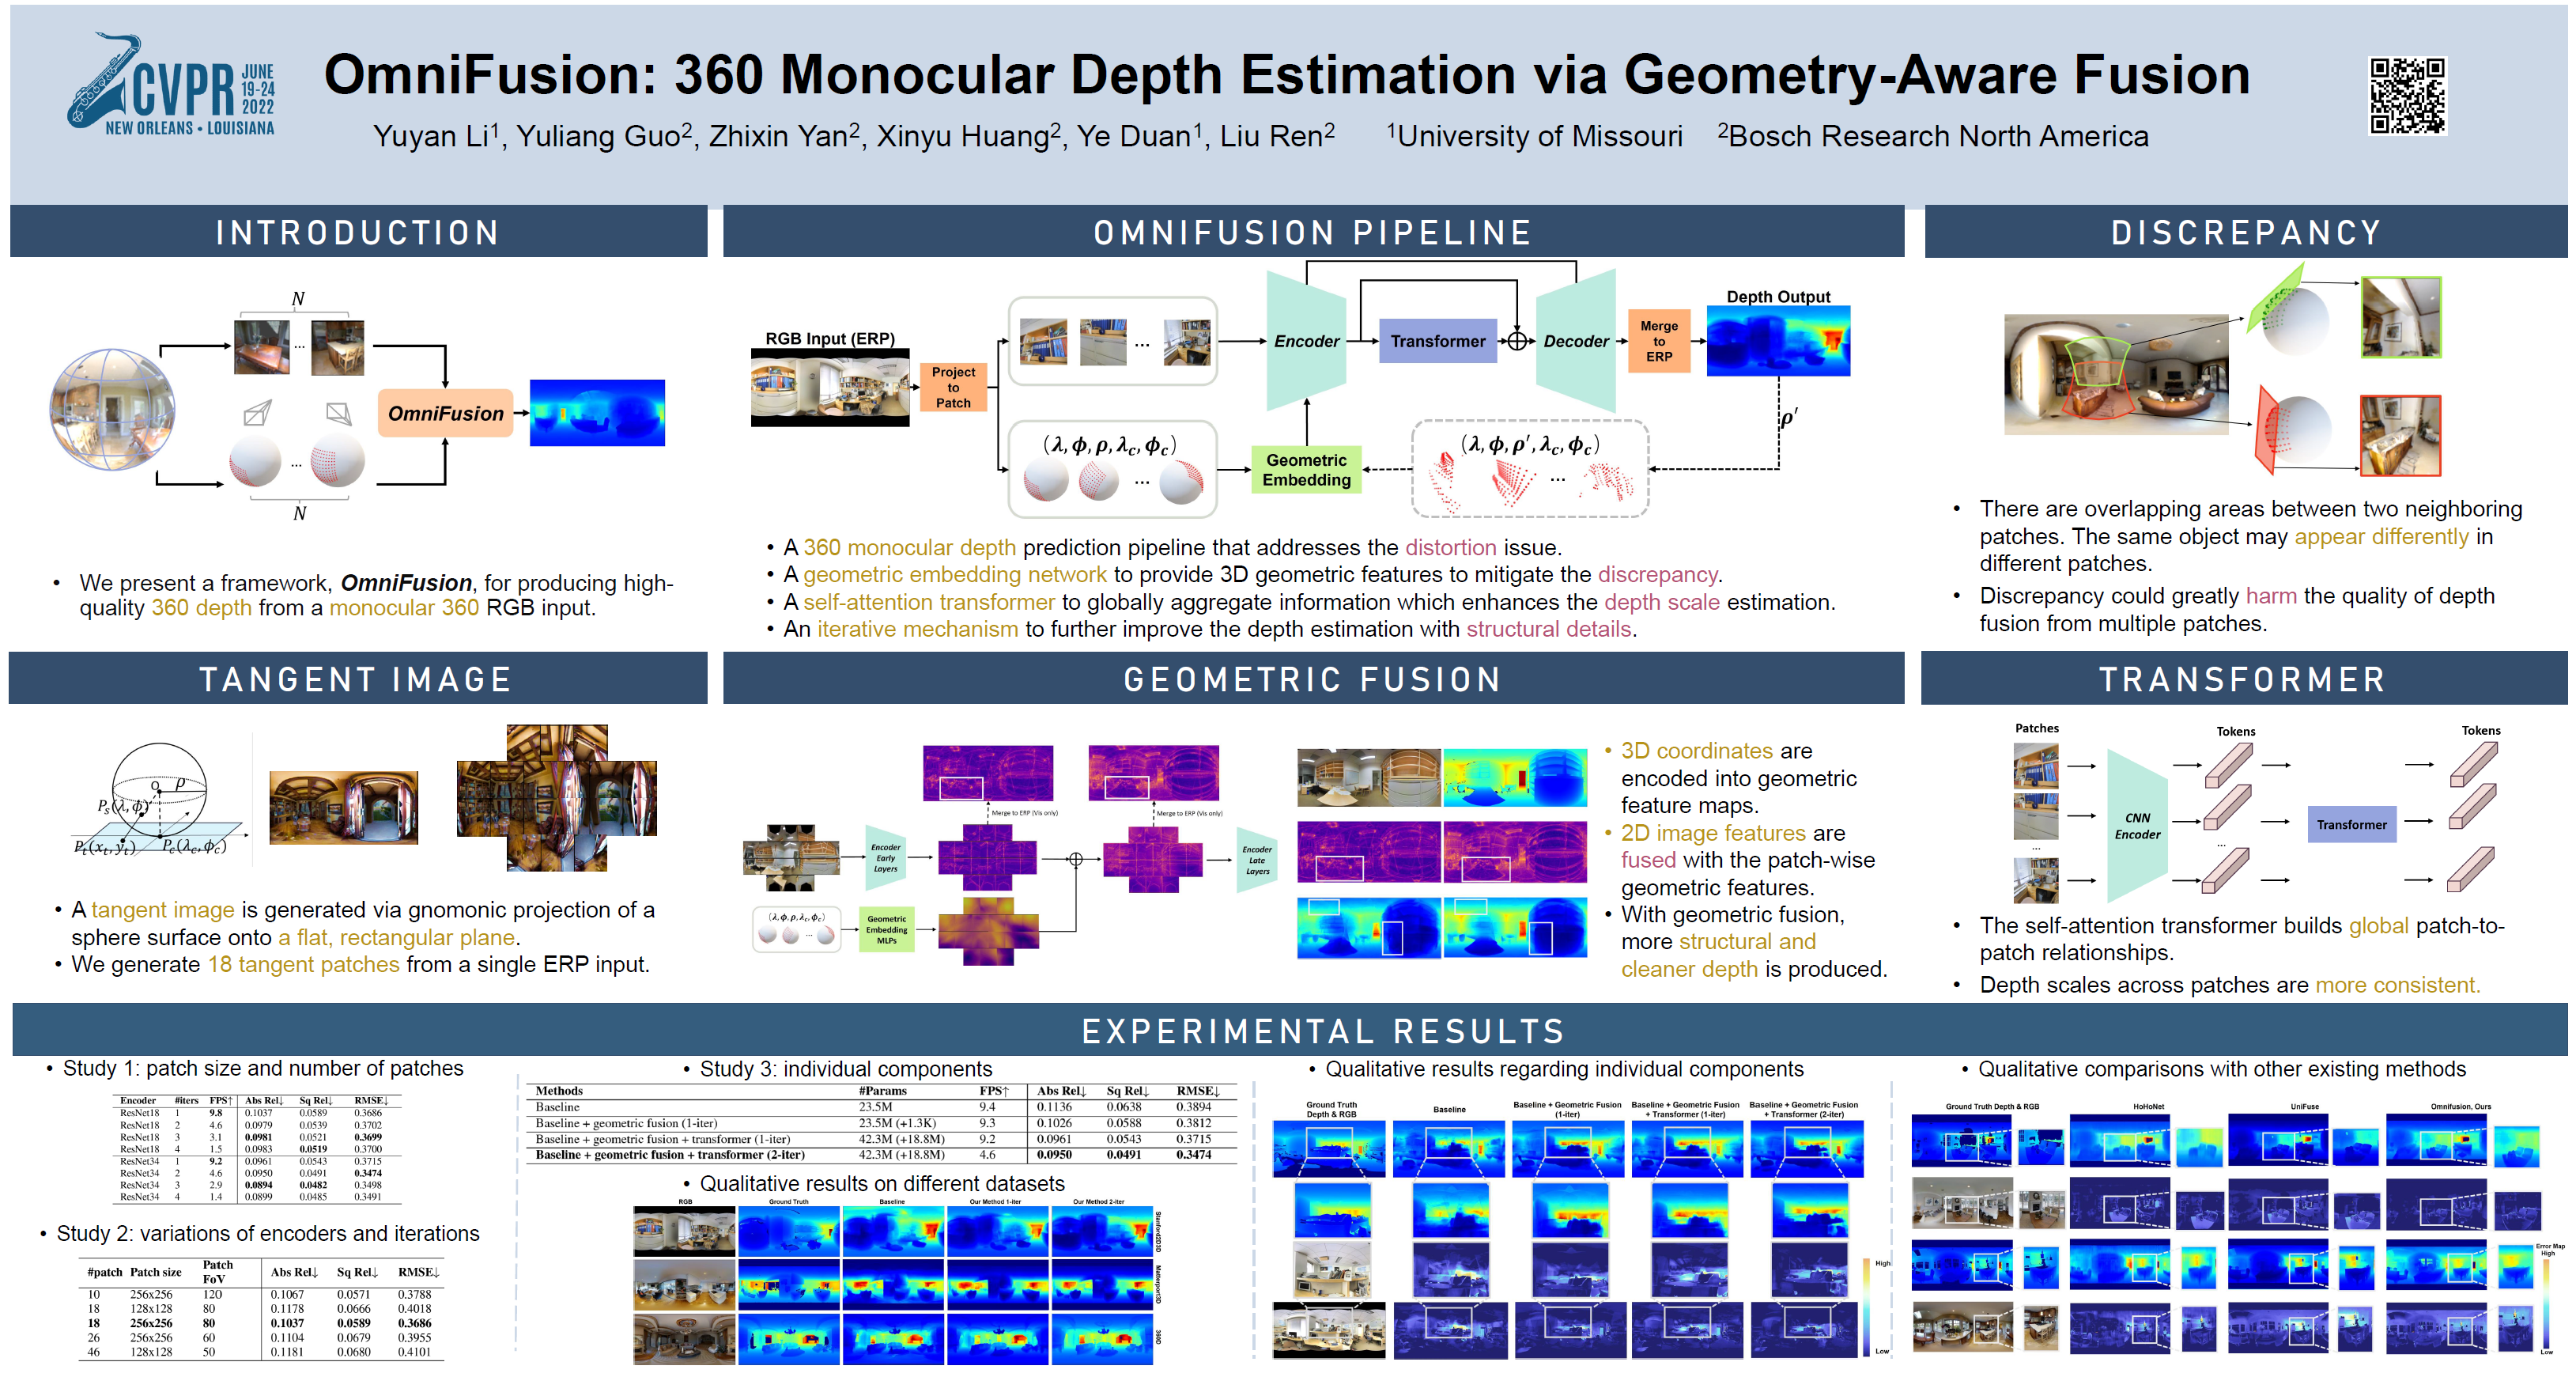 CVPR JUNE 19-24 2022
NEW ORLEANS • LOUISIANA
OmniFusion: 360 Monocular Depth Estimation via Geometry-Aware Fusion
Yuyan Li¹, Yuliang Guo², Zhixin Yan², Xinyu Huang², Ye Duan¹, Liu Ren² ¹University of Missouri ²Bosch Research North America
INTRODUCTION
N
...
OmniFusion
...
N
• We present a framework, OmniFusion, for producing high-
quality 360 depth from a monocular 360 RGB input.
OMNIFUSION PIPELINE
RGB Input (ERP)
Project
to
Patch
...
Encoder
Transformer
Decoder
Merge
to
ERP
Depth Output
(λ, ϕ, ρ, λc, ϕc)
...
Geometric
Embedding
(λ, ϕ, ρ′, λc, ϕc)
...
ρ′
• A 360 monocular depth prediction pipeline that addresses the distortion issue.
• A geometric embedding network to provide 3D geometric features to mitigate the discrepancy.
• A self-attention transformer to globally aggregate information which enhances the depth scale estimation.
• An iterative mechanism to further improve the depth estimation with structural details.
DISCREPANCY
• There are overlapping areas between two neighboring
patches. The same object may appear differently in
different patches.
• Discrepancy could greatly harm the quality of depth
fusion from multiple patches.
TANGENT IMAGE
O ρ
Ps(λ, ϕ)
Pt(xt, yt) Pc(λc, ϕc)
• A tangent image is generated via gnomonic projection of a
sphere surface onto a flat, rectangular plane.
• We generate 18 tangent patches from a single ERP input.
GEOMETRIC FUSION
Merge to ERP (Vis only)
Merge to ERP (Vis only)
Encoder
Early
Layers
Encoder
Late
Layers
(λ, ϕ, ρ, λc, ϕc)
...
Geometric
Embedding
MLPs
• 3D coordinates are
encoded into geometric
feature maps.
• 2D image features are
fused with the patch-wise
geometric features.
• With geometric fusion,
more structural and
cleaner depth is produced.
TRANSFORMER
Patches
Tokens
Tokens
CNN
Encoder
Transformer
...
...
• The self-attention transformer builds global patch-to-
patch relationships.
• Depth scales across patches are more consistent.
EXPERIMENTAL RESULTS
• Study 1: patch size and number of patches
Encoder #iters FPS↑ Abs Rel↓ Sq Rel↓ RMSE↓
ResNet18 1 9.8 0.1037 0.0589 0.3686
ResNet18 2 4.6 0.0979 0.0539 0.3702
ResNet18 3 3.1 0.0981 0.0521 0.3699
ResNet18 4 1.5 0.0983 0.0519 0.3700
ResNet34 1 9.2 0.0961 0.0543 0.3715
ResNet34 2 4.6 0.0950 0.0491 0.3474
ResNet34 3 2.9 0.0894 0.0482 0.3498
ResNet34 4 1.4 0.0899 0.0485 0.3491
• Study 2: variations of encoders and iterations
#patch Patch size Patch FoV Abs Rel↓ Sq Rel↓ RMSE↓
10 256x256 120 0.1067 0.0571 0.3788
18 128x128 80 0.1178 0.0666 0.4018
18 256x256 80 0.1037 0.0589 0.3686
26 256x256 60 0.1104 0.0679 0.3955
46 128x128 50 0.1181 0.0680 0.4101
• Study 3: individual components
Methods #Params FPS↑ Abs Rel↓ Sq Rel↓ RMSE↓
Baseline 23.5M 9.4 0.1136 0.0638 0.3894
Baseline + geometric fusion (1-iter) 23.5M (+1.3K) 9.3 0.1026 0.0588 0.3812
Baseline + geometric fusion + transformer (1-iter) 42.3M (+18.8M) 9.2 0.0961 0.0543 0.3715
Baseline + geometric fusion + transformer (2-iter) 42.3M (+18.8M) 4.6 0.0950 0.0491 0.3474
• Qualitative results on different datasets
RGB Ground Truth Baseline Our Method 1-iter Our Method 2-iter
Stanford2D3D
Matterport3D
360D
• Qualitative results regarding individual components
Ground Truth
Depth & RGB
Baseline
Baseline + Geometric Fusion
(1-iter)
Baseline + Geometric Fusion
+ Transformer (1-iter)
Baseline + Geometric Fusion
+ Transformer (2-iter)
High
Low
• Qualitative comparisons with other existing methods
Ground Truth Depth & RGB HoHoNet UniFuse Omnifusion, Ours
Error Map
High
Low